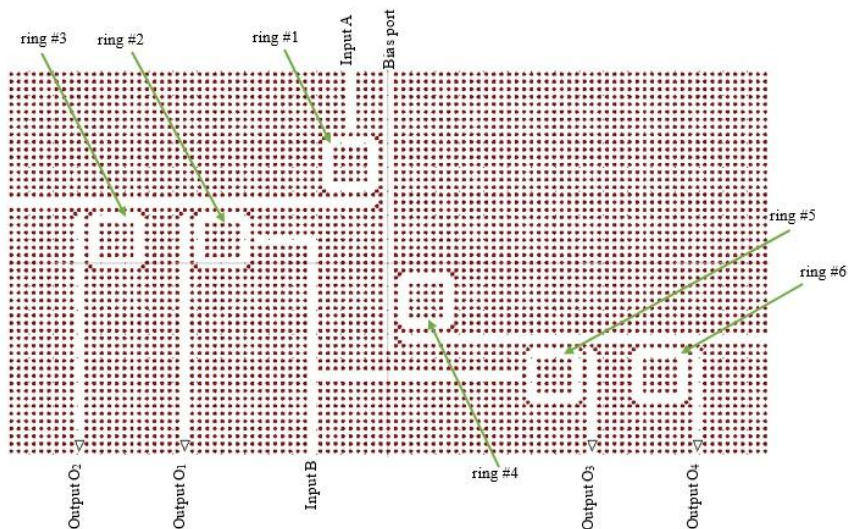 ring #3
ring #2
ring #1
Input A
Bias port
ring #5
ring #6
ring #4
Output O2
Output O1
Input B
Output O3
Output O4